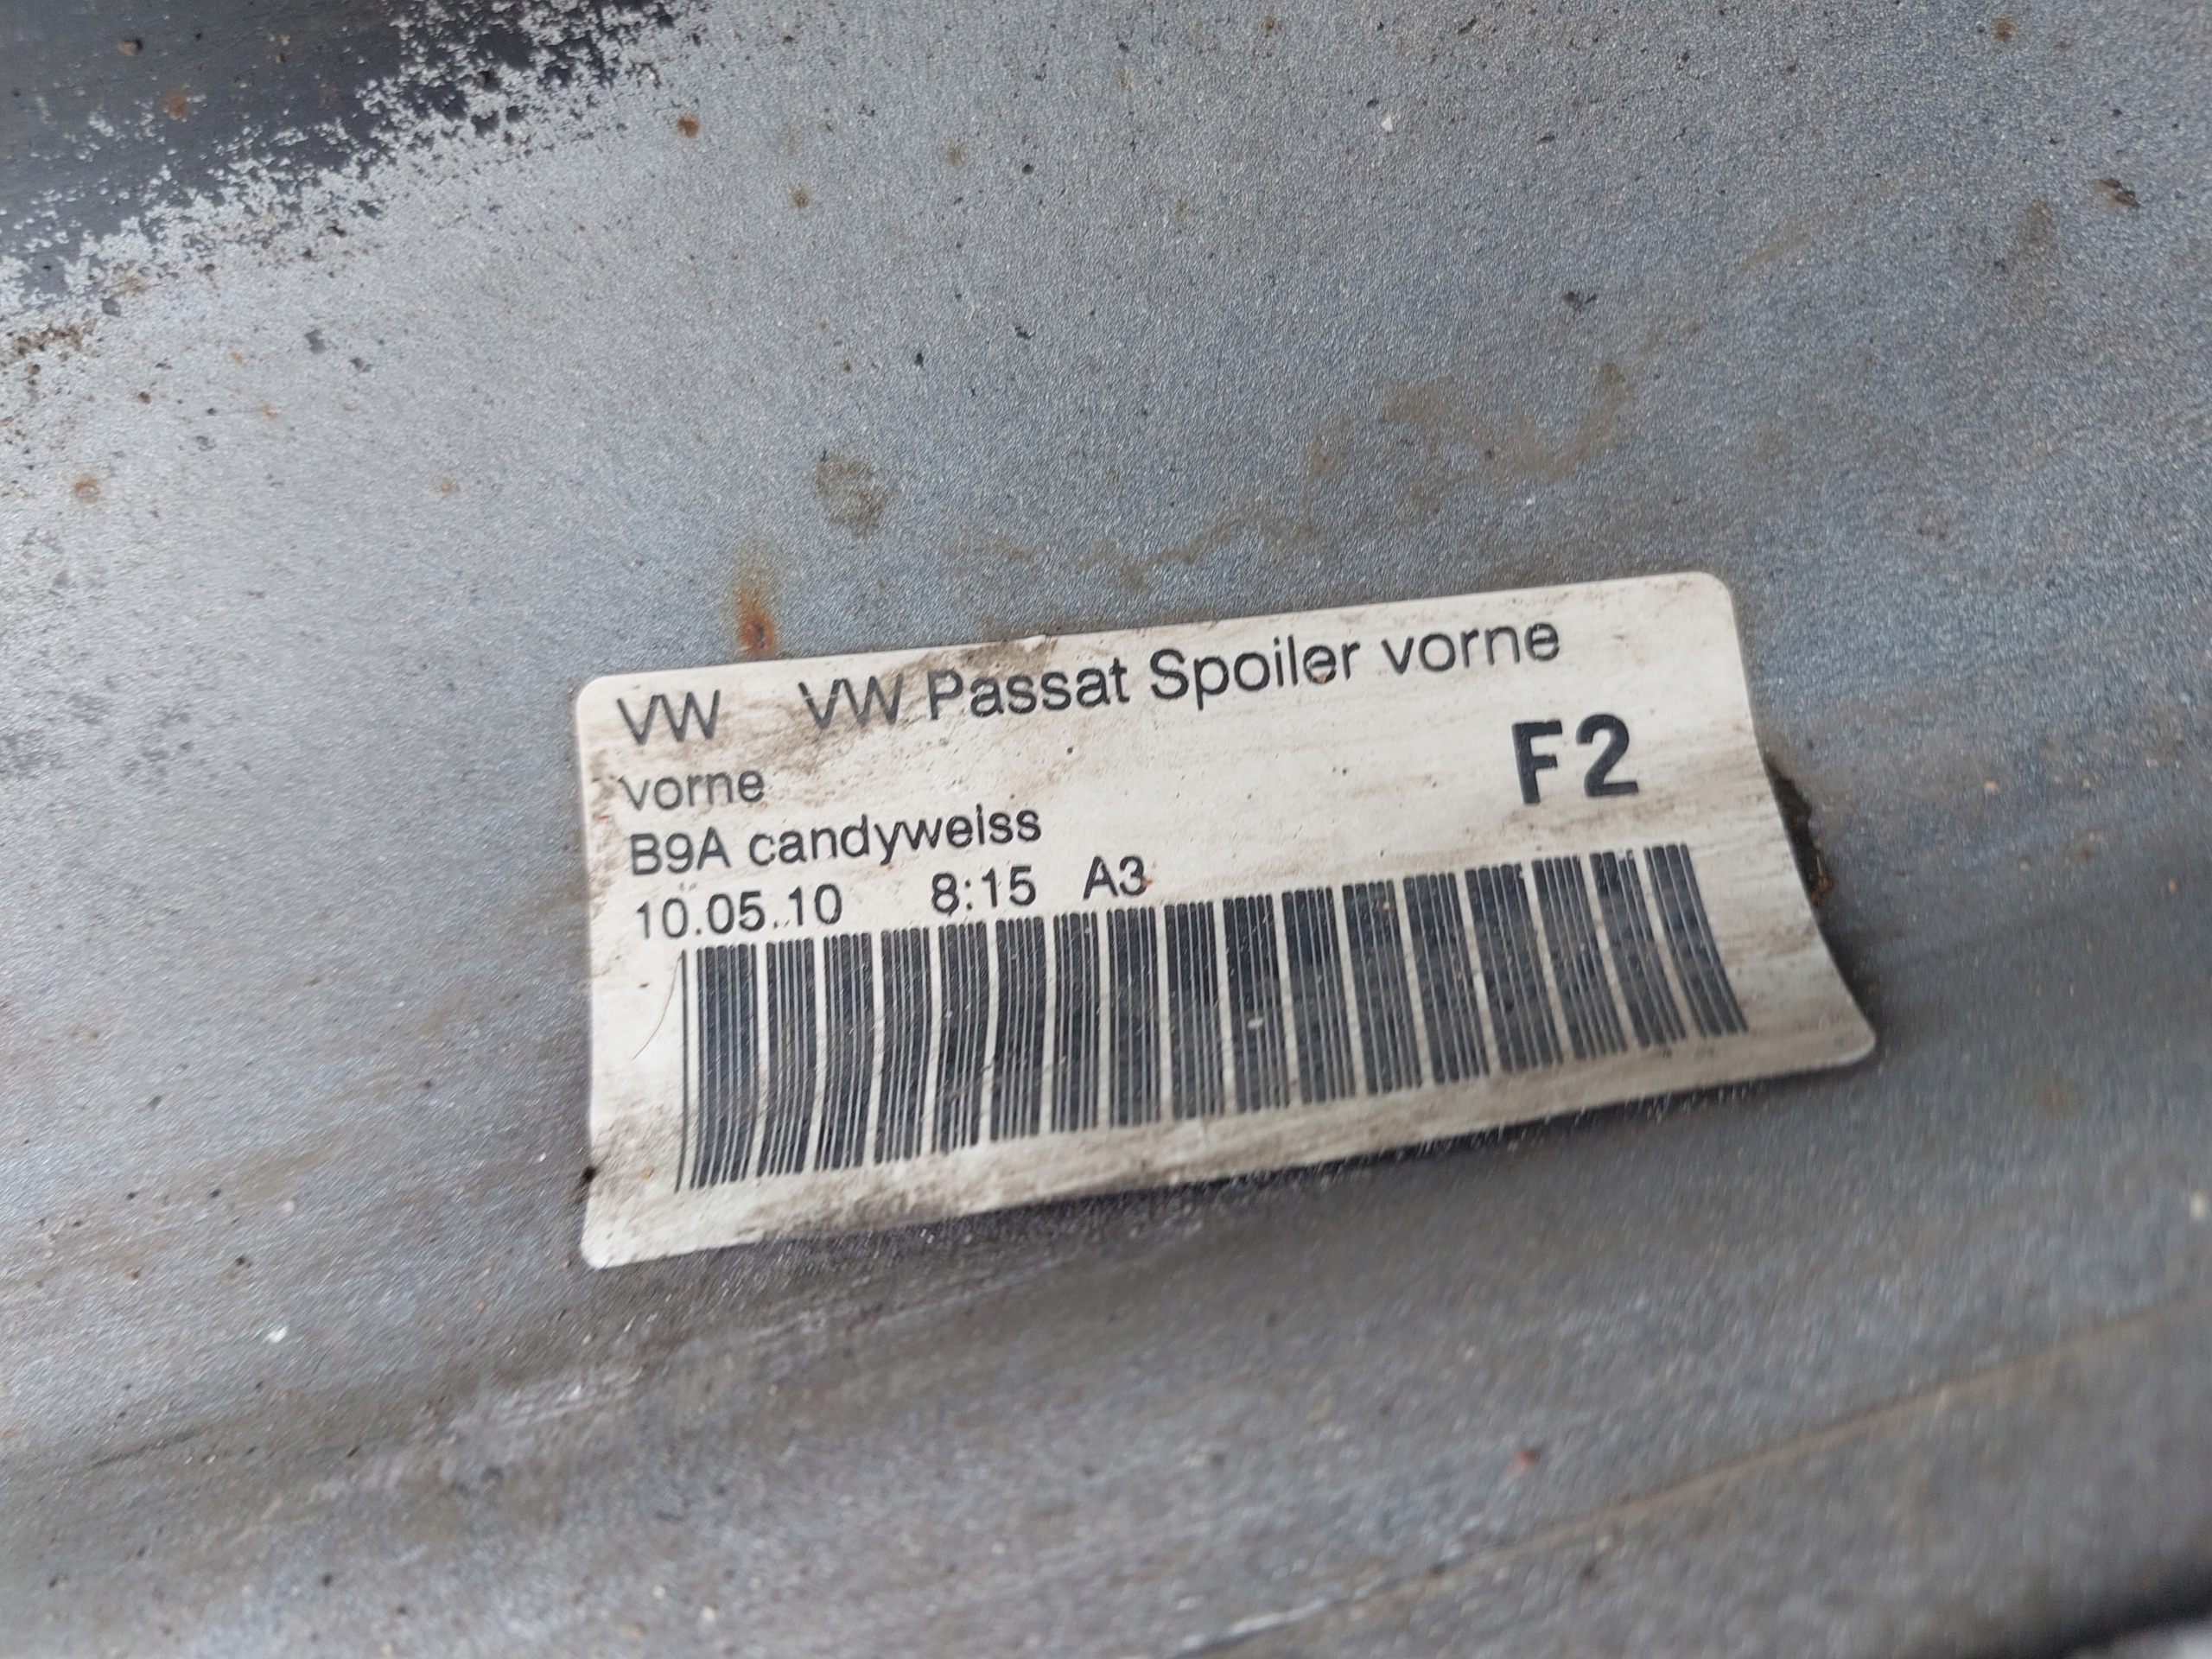 VW VW Passat Spoiler vorne
vorne
F2
B9A candyweiss
10.05.10 8:15 A3